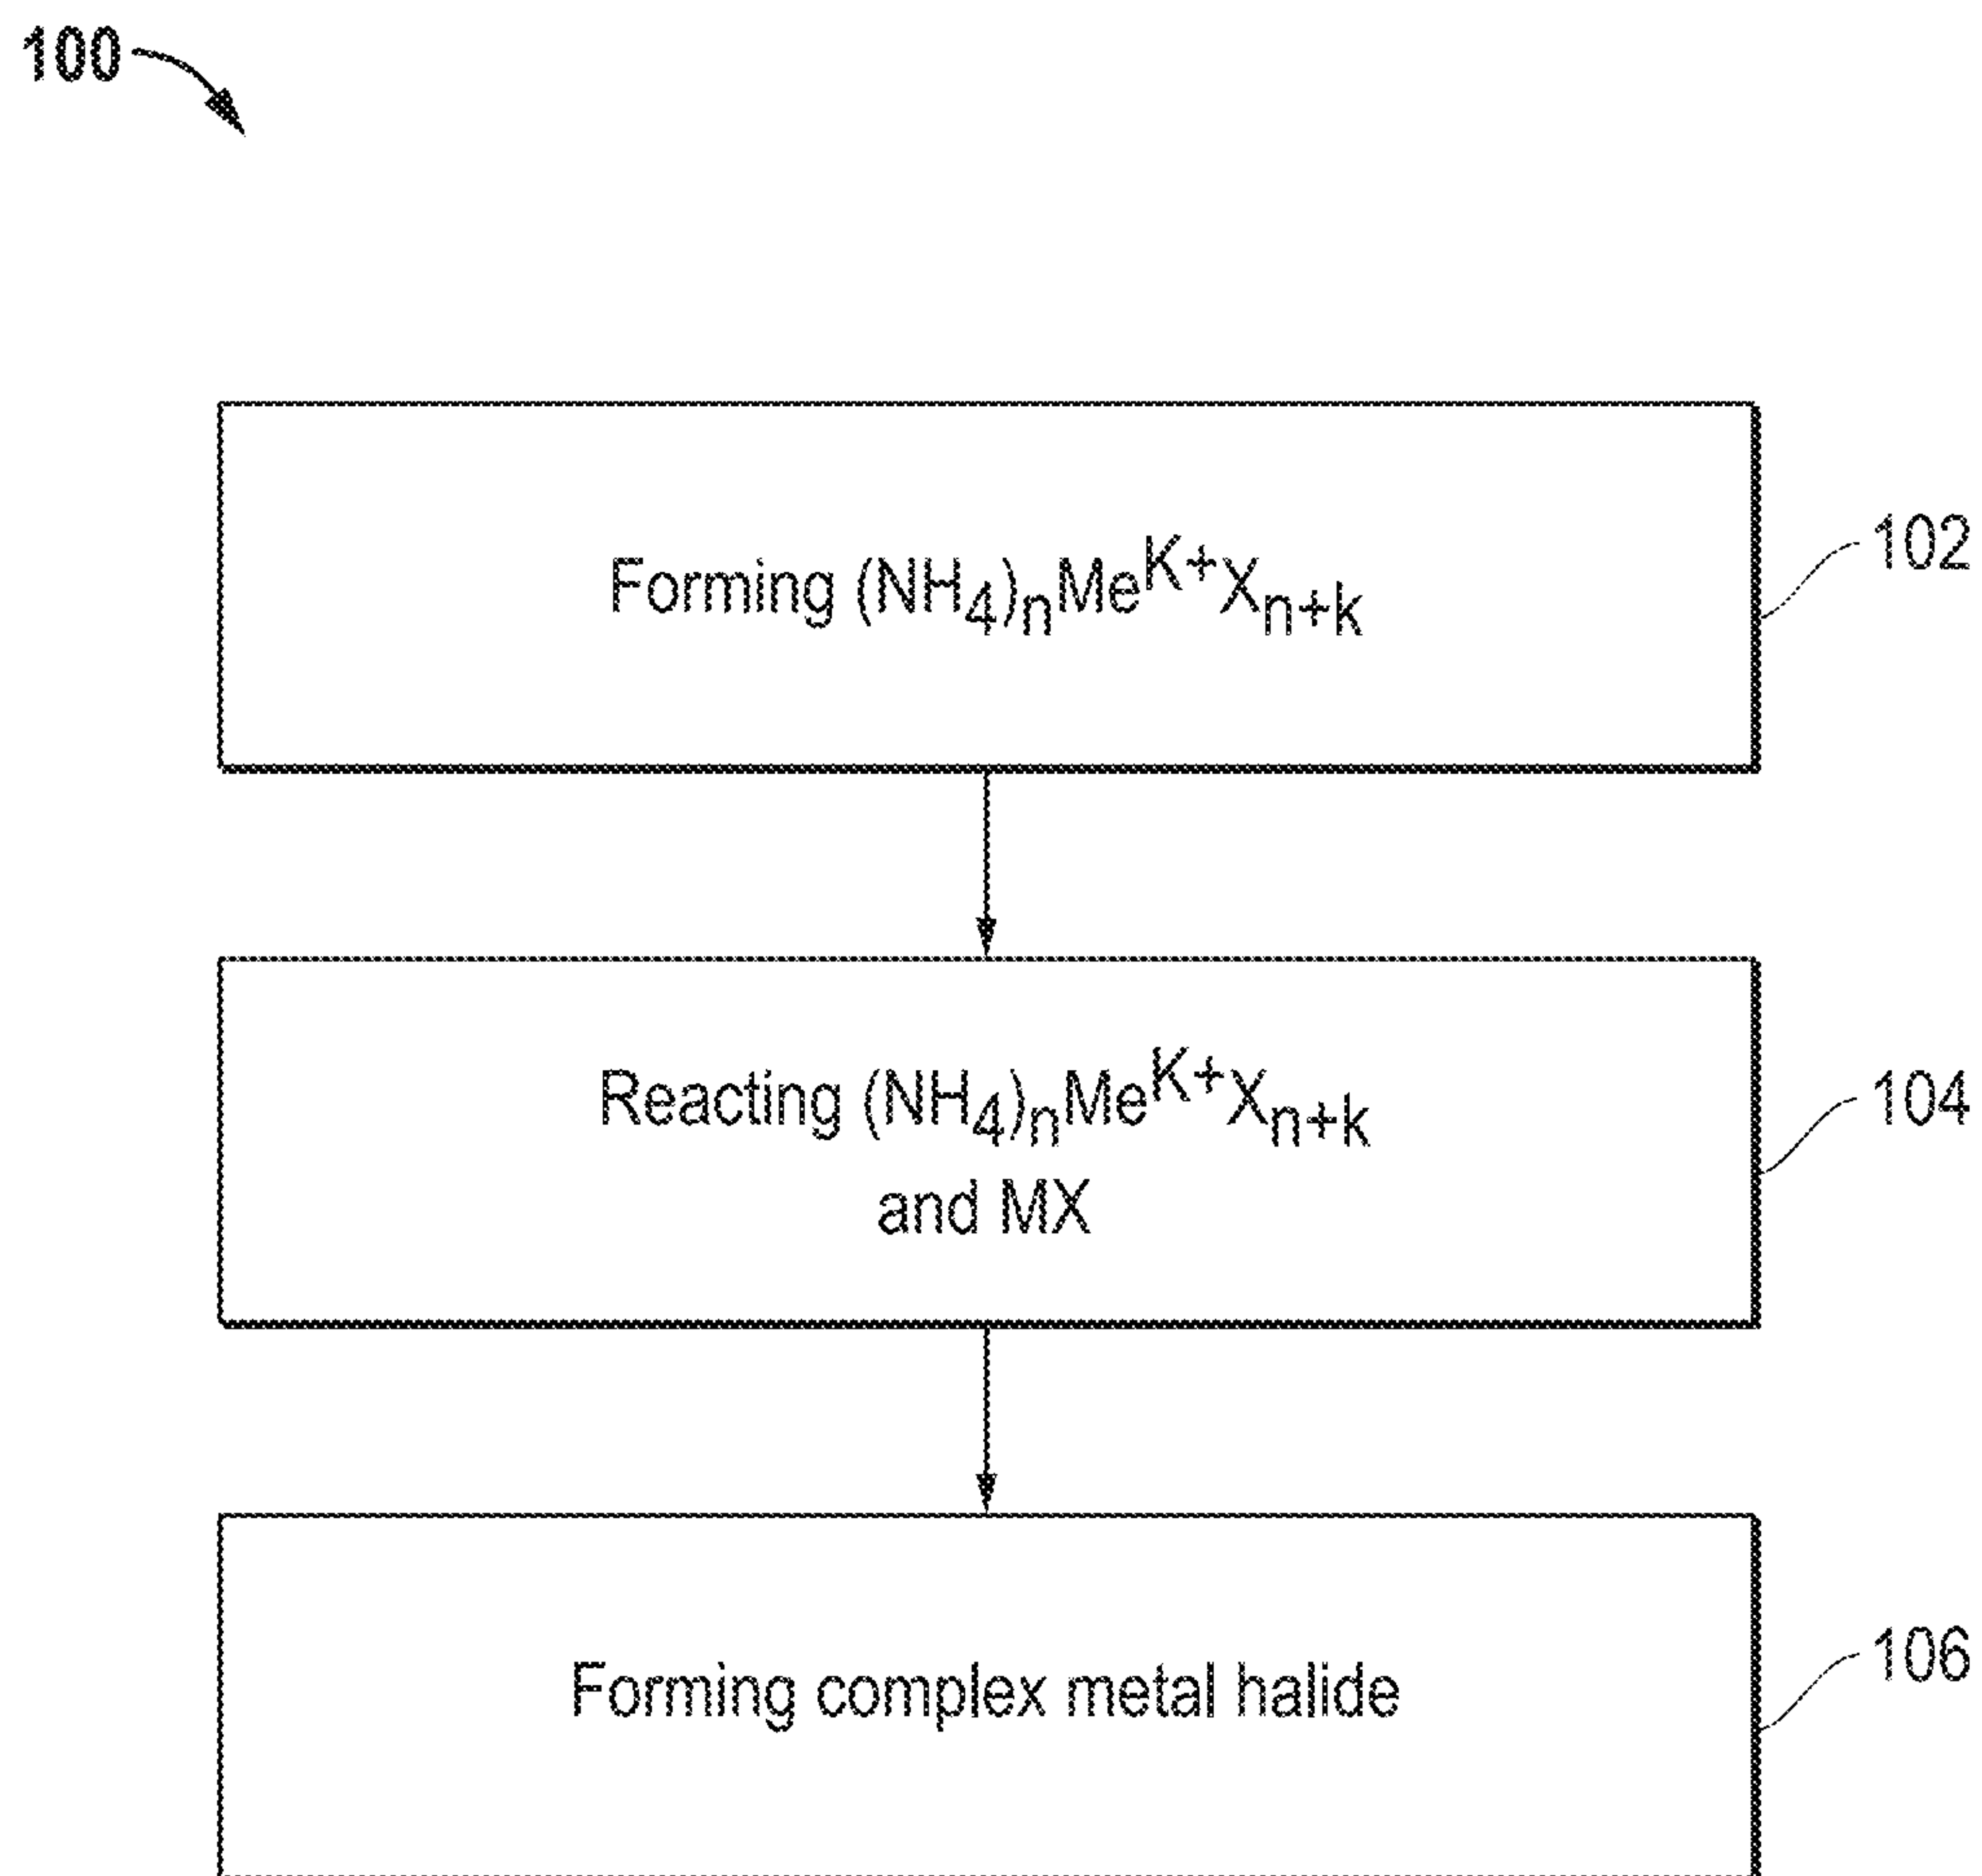 100
Forming (NH4)nMeK+Xn+k
102
Reacting (NH4)nMeK+Xn+k
and MX
104
Forming complex metal halide
106